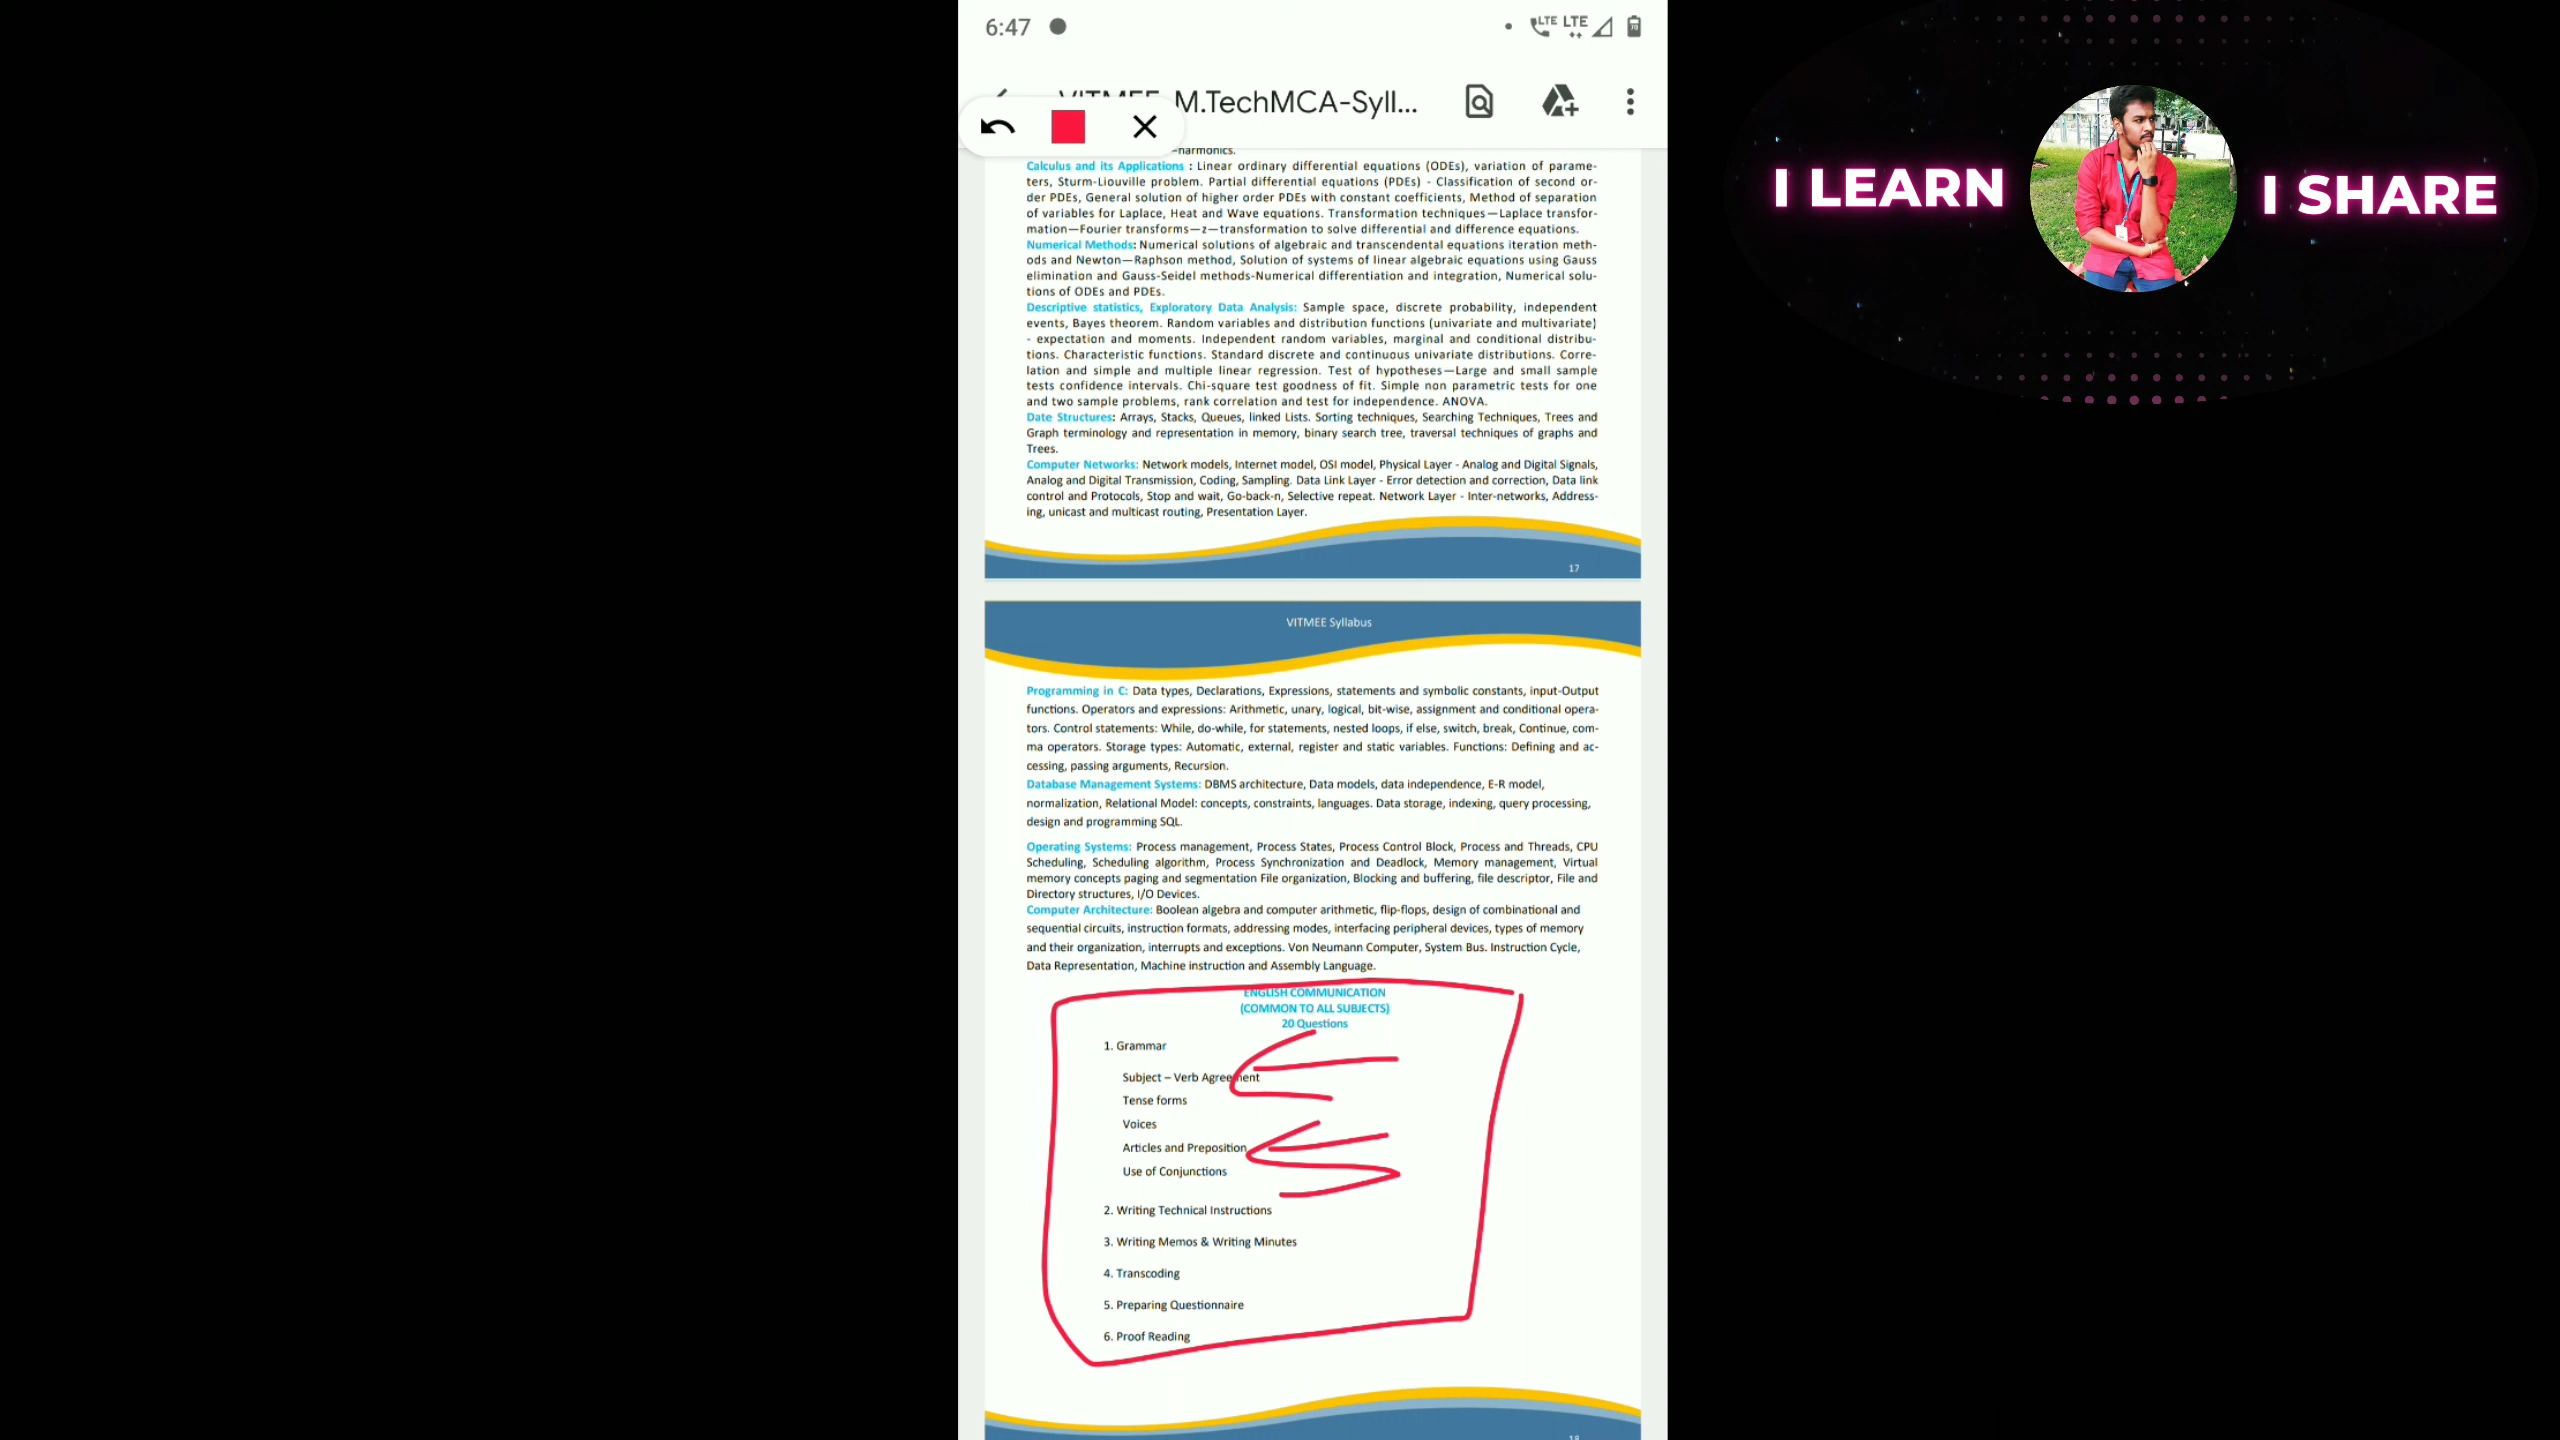 6:47
LTE LTE
VITMEE_M.TechMCA-Syll...
-harmonics.
Calculus and its Applications : Linear ordinary differential equations (ODEs), variation of parame-
ters, Sturm-Liouville problem. Partial differential equations (PDEs) - Classification of second or-
der PDEs, General solution of higher order PDEs with constant coefficients, Method of separation
of variables for Laplace, Heat and Wave equations. Transformation techniques—Laplace transfor-
mation—Fourier transforms—z—transformation to solve differential and difference equations.
Numerical Methods: Numerical solutions of algebraic and transcendental equations iteration meth-
ods and Newton—Raphson method, Solution of systems of linear algebraic equations using Gauss
elimination and Gauss-Seidel methods-Numerical differentiation and integration, Numerical solu-
tions of ODEs and PDEs.
Descriptive statistics, Exploratory Data Analysis: Sample space, discrete probability, independent
events, Bayes theorem. Random variables and distribution functions (univariate and multivariate)
- expectation and moments. Independent random variables, marginal and conditional distribu-
tions. Characteristic functions. Standard discrete and continuous univariate distributions. Corre-
lation and simple and multiple linear regression. Test of hypotheses—Large and small sample
tests confidence intervals. Chi-square test goodness of fit. Simple non parametric tests for one
and two sample problems, rank correlation and test for independence. ANOVA.
Date Structures: Arrays, Stacks, Queues, linked Lists. Sorting techniques, Searching Techniques, Trees and
Graph terminology and representation in memory, binary search tree, traversal techniques of graphs and
Trees.
Computer Networks: Network models, Internet model, OSI model, Physical Layer - Analog and Digital Signals,
Analog and Digital Transmission, Coding, Sampling. Data Link Layer - Error detection and correction, Data link
control and Protocols, Stop and wait, Go-back-n, Selective repeat. Network Layer - Inter-networks, Address-
ing, unicast and multicast routing, Presentation Layer.
17
VITMEE Syllabus
Programming in C: Data types, Declarations, Expressions, statements and symbolic constants, input-Output
functions. Operators and expressions: Arithmetic, unary, logical, bit-wise, assignment and conditional opera-
tors. Control statements: While, do-while, for statements, nested loops, if else, switch, break, Continue, com-
ma operators. Storage types: Automatic, external, register and static variables. Functions: Defining and ac-
cessing, passing arguments, Recursion.
Database Management Systems: DBMS architecture, Data models, data independence, E-R model,
normalization, Relational Model: concepts, constraints, languages. Data storage, indexing, query processing,
design and programming SQL.
Operating Systems: Process management, Process States, Process Control Block, Process and Threads, CPU
Scheduling, Scheduling algorithm, Process Synchronization and Deadlock, Memory management, Virtual
memory concepts paging and segmentation File organization, Blocking and buffering, file descriptor, File and
Directory structures, I/O Devices.
Computer Architecture: Boolean algebra and computer arithmetic, flip-flops, design of combinational and
sequential circuits, instruction formats, addressing modes, interfacing peripheral devices, types of memory
and their organization, interrupts and exceptions. Von Neumann Computer, System Bus. Instruction Cycle,
Data Representation, Machine instruction and Assembly Language.
ENGLISH COMMUNICATION
(COMMON TO ALL SUBJECTS)
20 Questions
1. Grammar
Subject – Verb Agreement
Tense forms
Voices
Articles and Preposition
Use of Conjunctions
2. Writing Technical Instructions
3. Writing Memos & Writing Minutes
4. Transcoding
5. Preparing Questionnaire
6. Proof Reading
18
I LEARN
I SHARE